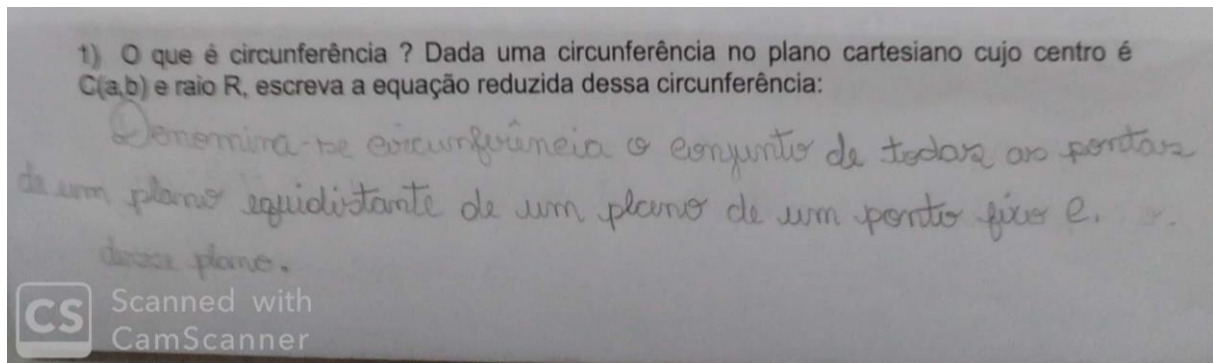 1) O que é circunferência ? Dada uma circunferência no plano cartesiano cujo centro é
C(a,b) e raio R, escreva a equação reduzida dessa circunferência:
Denomina-se circunferência o conjunto de todos os pontos
de um plano equidistante de um plano de um ponto fixo e.
desse plano.
CS Scanned with
CamScanner